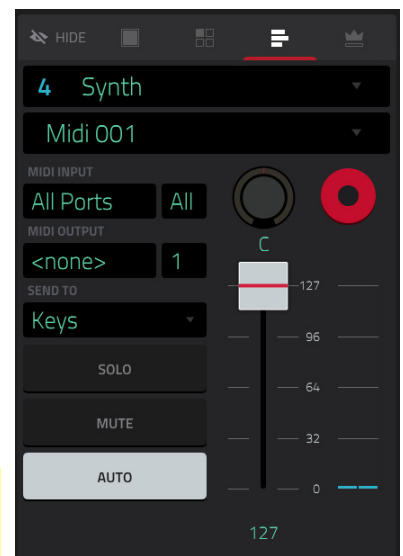 HIDE
4 Synth
Midi 001
MIDI INPUT
All Ports All
MIDI OUTPUT
<none> 1
SEND TO
Keys
SOLO
MUTE
AUTO
C
127
96
64
32
0
127